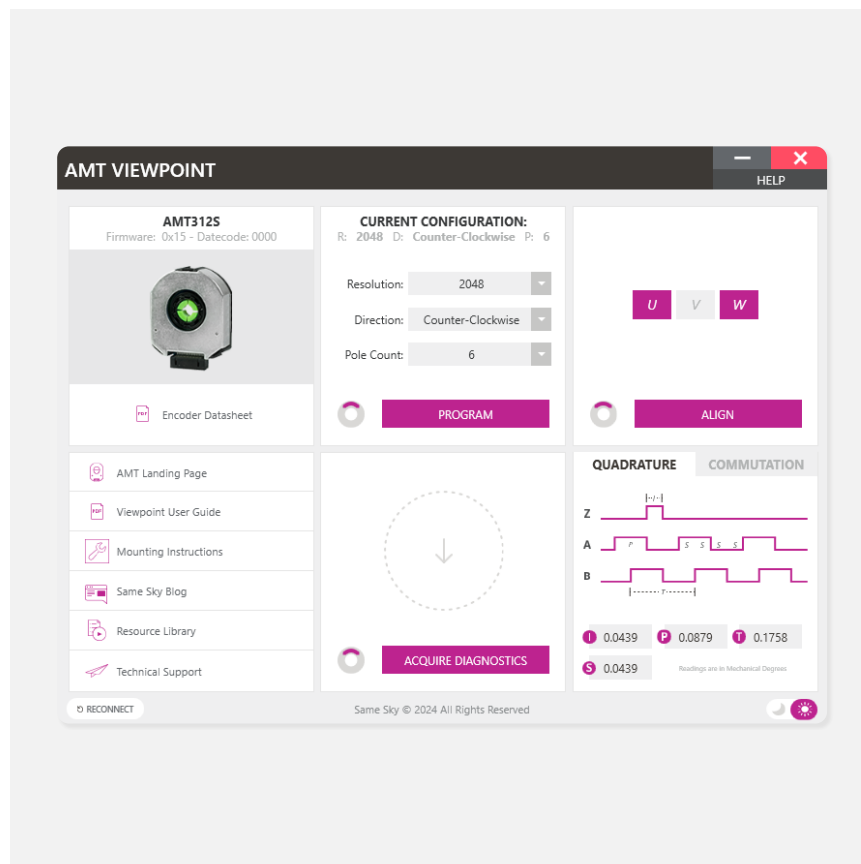 AMT VIEWPOINT
HELP
AMT312S
Firmware: 0x15 - Datecode: 0000
PDF
Encoder Datasheet
CURRENT CONFIGURATION:
R: 2048 D: Counter-Clockwise P: 6
Resolution: 2048
Direction: Counter-Clockwise
Pole Count: 6
PROGRAM
U V W
ALIGN
AMT Landing Page
PDF
Viewpoint User Guide
Mounting Instructions
Same Sky Blog
Resource Library
Technical Support
ACQUIRE DIAGNOSTICS
QUADRATURE COMMUTATION
I
Z
A P S S S S
B
T
I 0.0439 P 0.0879 T 0.1758
S 0.0439 Readings are in Mechanical Degrees
RECONNECT
Same Sky © 2024 All Rights Reserved